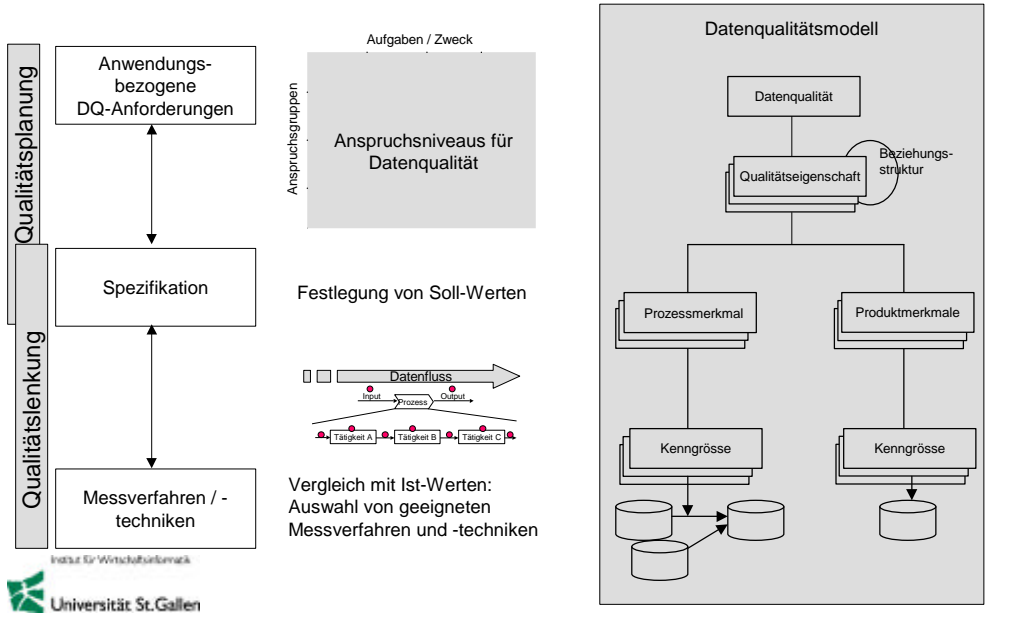 Qualitätsplanung
Qualitätslenkung
Anwendungs-
bezogene
DQ-Anforderungen
Spezifikation
Messverfahren / -
techniken
Aufgaben / Zweck
Anspruchsgruppen
Anspruchsniveaus für
Datenqualität
Festlegung von Soll-Werten
Datenfluss
Input
Prozess
Output
Tätigkeit A
Tätigkeit B
Tätigkeit C
Vergleich mit Ist-Werten:
Auswahl von geeigneten
Messverfahren und -techniken
Datenqualitätsmodell
Datenqualität
Beziehungs-
struktur
Qualitätseigenschaft
Prozessmerkmal
Produktmerkmale
Kenngrösse
Kenngrösse
Institut für Wirtschaftsinformatik
Universität St.Gallen